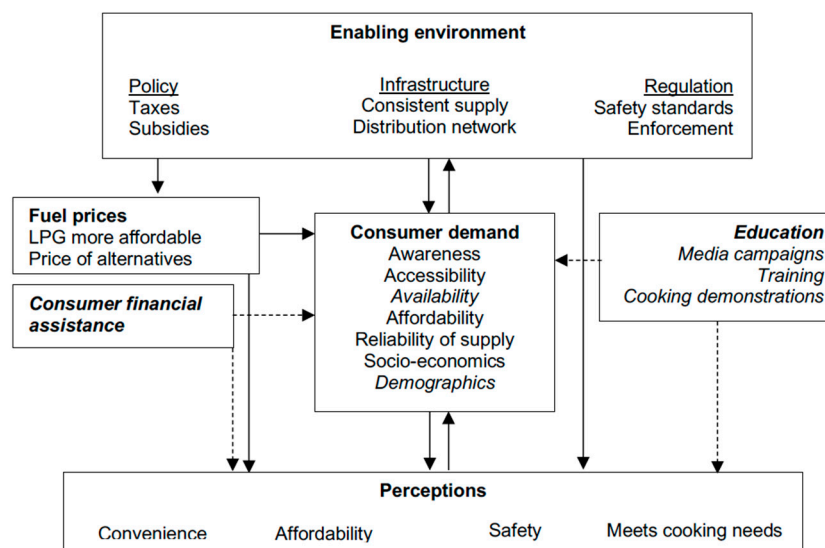 Enabling environment
Policy
Taxes
Subsidies
Infrastructure
Consistent supply
Distribution network
Regulation
Safety standards
Enforcement
Fuel prices
LPG more affordable
Price of alternatives
Consumer financial
assistance
Consumer demand
Awareness
Accessibility
Availability
Affordability
Reliability of supply
Socio-economics
Demographics
Education
Media campaigns
Training
Cooking demonstrations
Perceptions
Convenience
Affordability
Safety
Meets cooking needs